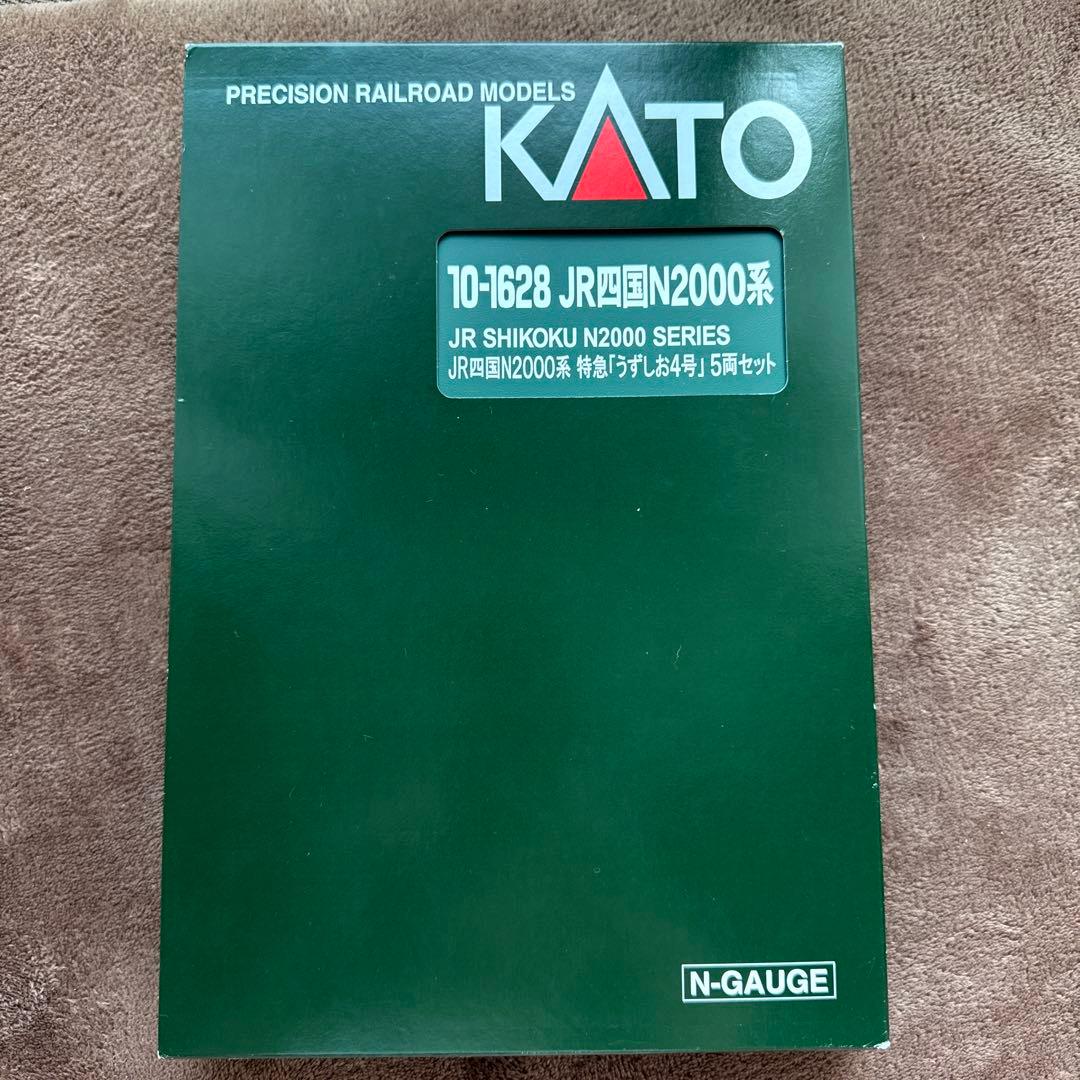 PRECISION RAILROAD MODELS
KATO
10-1628 JR四国N2000系
JR SHIKOKU N2000 SERIES
JR四国N2000系 特急「うずしお4号」 5両セット
N-GAUGE